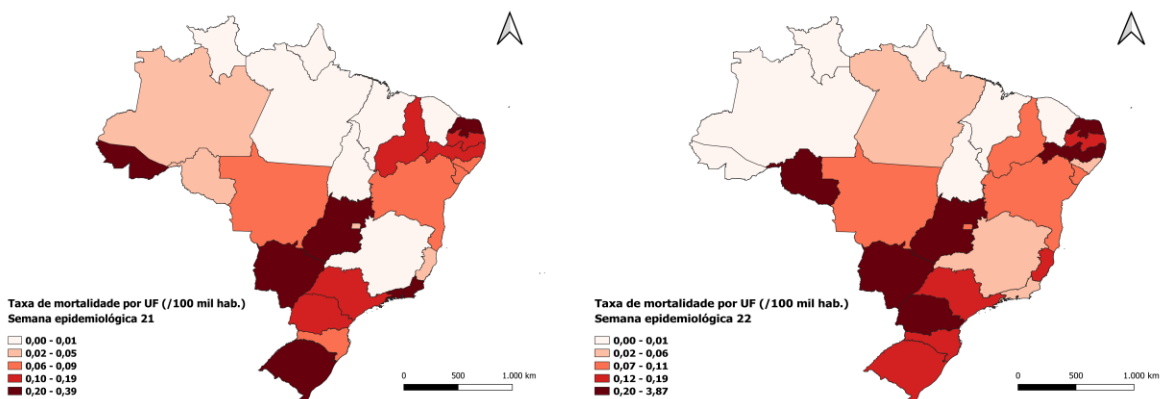 Taxa de mortalidade por UF (/100 mil hab.)
Semana epidemiológica 21
0,00 - 0,01
0,02 - 0,05
0,06 - 0,09
0,10 - 0,19
0,20 - 0,39
0 500 1.000 km
Taxa de mortalidade por UF (/100 mil hab.)
Semana epidemiológica 22
0,00 - 0,01
0,02 - 0,06
0,07 - 0,11
0,12 - 0,19
0,20 - 3,87
0 500 1.000 km